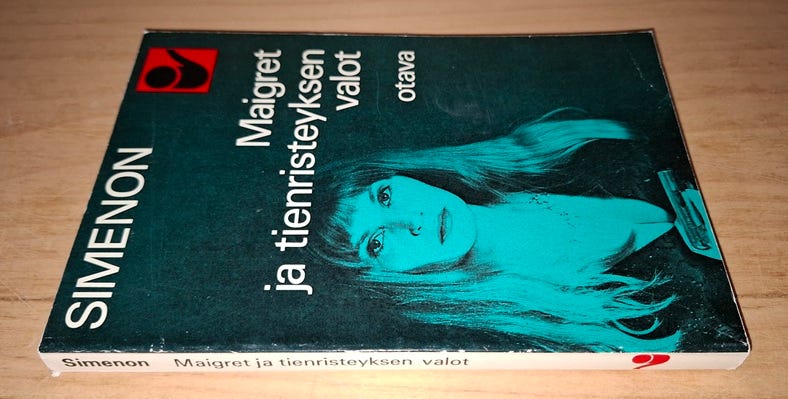 SIMENON
Maigret
ja tienristeyksen
valot
otava
Simenon Maigret ja tienristeyksen valot